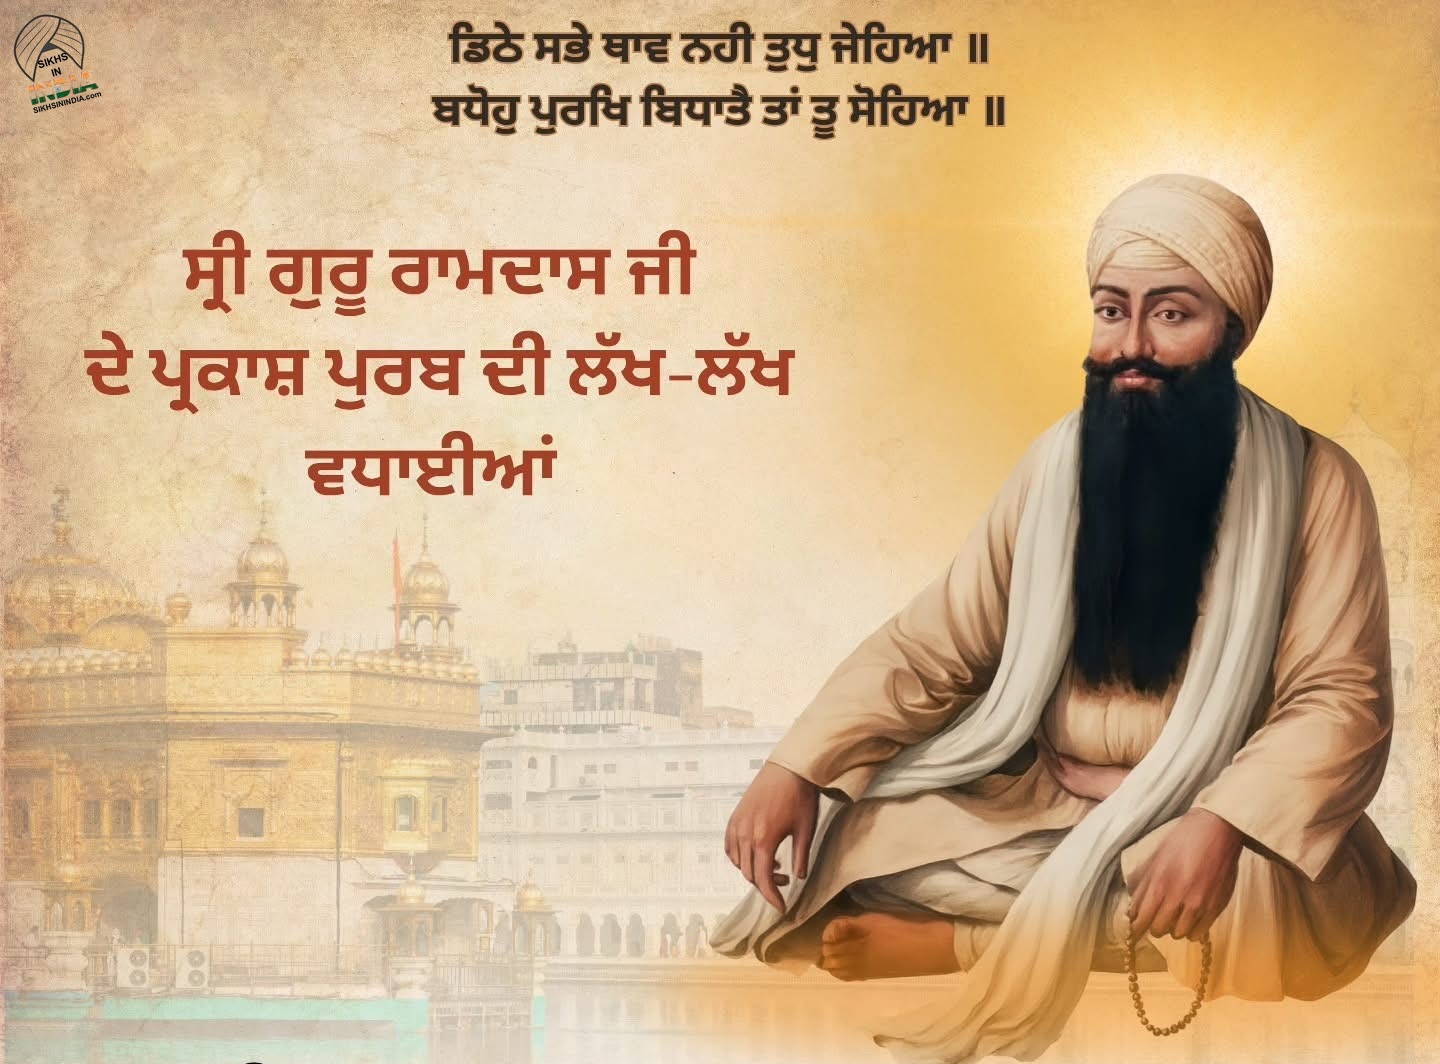 SIKHS
IN
INDIA
SIKHSININDIA.com
ਡਿਠੇ ਸਭੇ ਥਾਵ ਨਹੀ ਤੁਧੁ ਜੇਹਿਆ ॥
ਬਧੋਹੁ ਪੁਰਖਿ ਬਿਧਾਤੈ ਤਾਂ ਤੂ ਸੋਹਿਆ ॥
ਸ੍ਰੀ ਗੁਰੂ ਰਾਮਦਾਸ ਜੀ
ਦੇ ਪ੍ਰਕਾਸ਼ ਪੁਰਬ ਦੀ ਲੱਖ-ਲੱਖ
ਵਧਾਈਆਂ